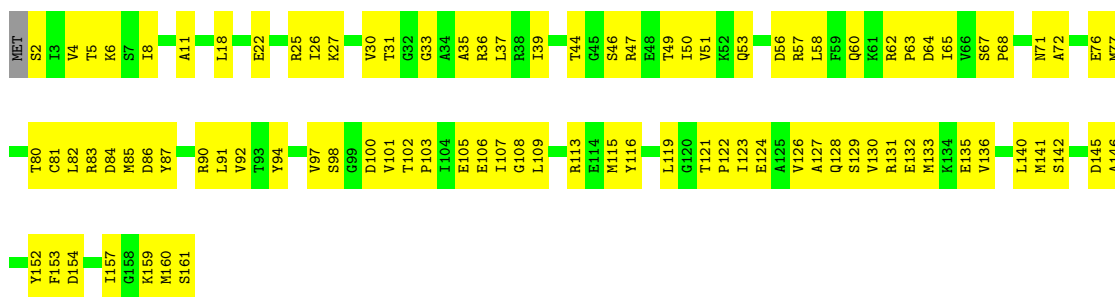 MET S2 I3 V4 T5 K6 S7 I8 A11 L18 E22 R25 I26 K27 V30 T31 G32 G33 A34 A35 R36 L37 R38 I39 T44 G45 S46 R47 E48 T49 I50 V51 K52 Q53 D56 R57 L58 F59 Q60 K61 R62 P63 D64 I65 V66 S67 P68 N71 A72 E76 M77
T80 C81 L82 R83 D84 M85 D86 Y87 R90 L91 V92 T93 Y94 V97 S98 G99 D100 V101 T102 P103 I104 E105 E106 I107 G108 L109 R113 E114 M115 Y116 L119 G120 T121 P122 I123 E124 A125 V126 A127 Q128 S129 V130 R131 E132 M133 K134 E135 V136 L140 M141 S142 D145 A146
Y152 F153 D154 I157 G158 K159 M160 S161